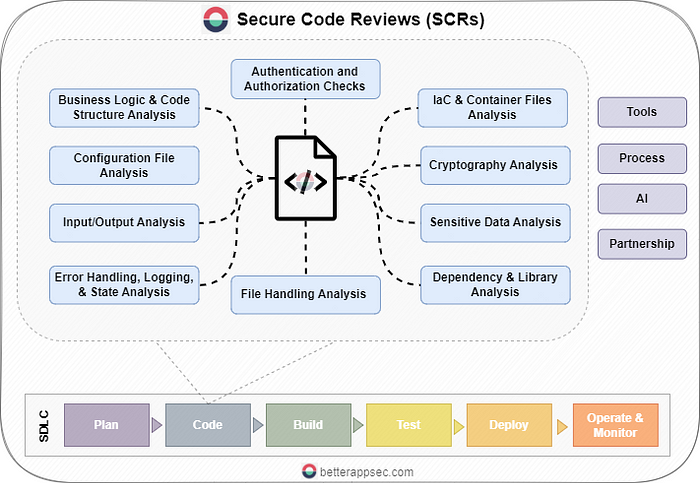 Secure Code Reviews (SCRs)
Authentication and
Authorization Checks
Business Logic & Code
Structure Analysis
IaC & Container Files
Analysis
Tools
Configuration File
Analysis
Cryptography Analysis
Process
</>
AI
Input/Output Analysis
Sensitive Data Analysis
Partnership
Error Handling, Logging,
& State Analysis
File Handling Analysis
Dependency & Library
Analysis
SDLC
Plan
Code
Build
Test
Deploy
Operate &
Monitor
betterappsec.com